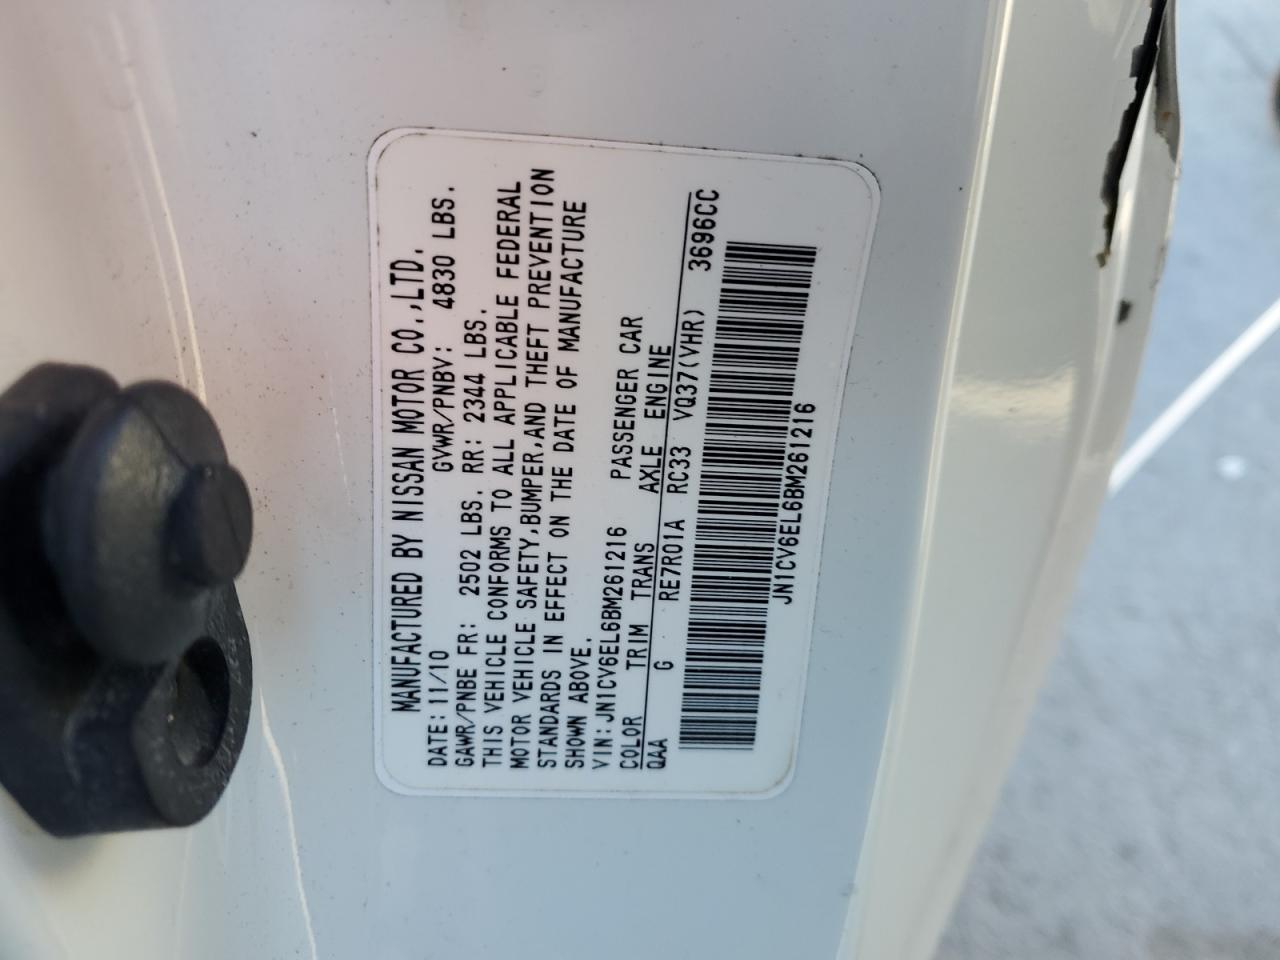 MANUFACTURED BY NISSAN MOTOR CO.,LTD.
DATE:11/10 GVWR/PNBV: 4830 LBS.
GAWR/PNBE FR: 2502 LBS. RR: 2344 LBS.
THIS VEHICLE CONFORMS TO ALL APPLICABLE FEDERAL
MOTOR VEHICLE SAFETY,BUMPER,AND THEFT PREVENTION
STANDARDS IN EFFECT ON THE DATE OF MANUFACTURE
SHOWN ABOVE.
VIN:JN1CV6EL6BM261216 PASSENGER CAR
COLOR TRIM TRANS AXLE ENGINE
QAA G RE7R01A RC33 VQ37(VHR) 3696CC
JN1CV6EL6BM261216